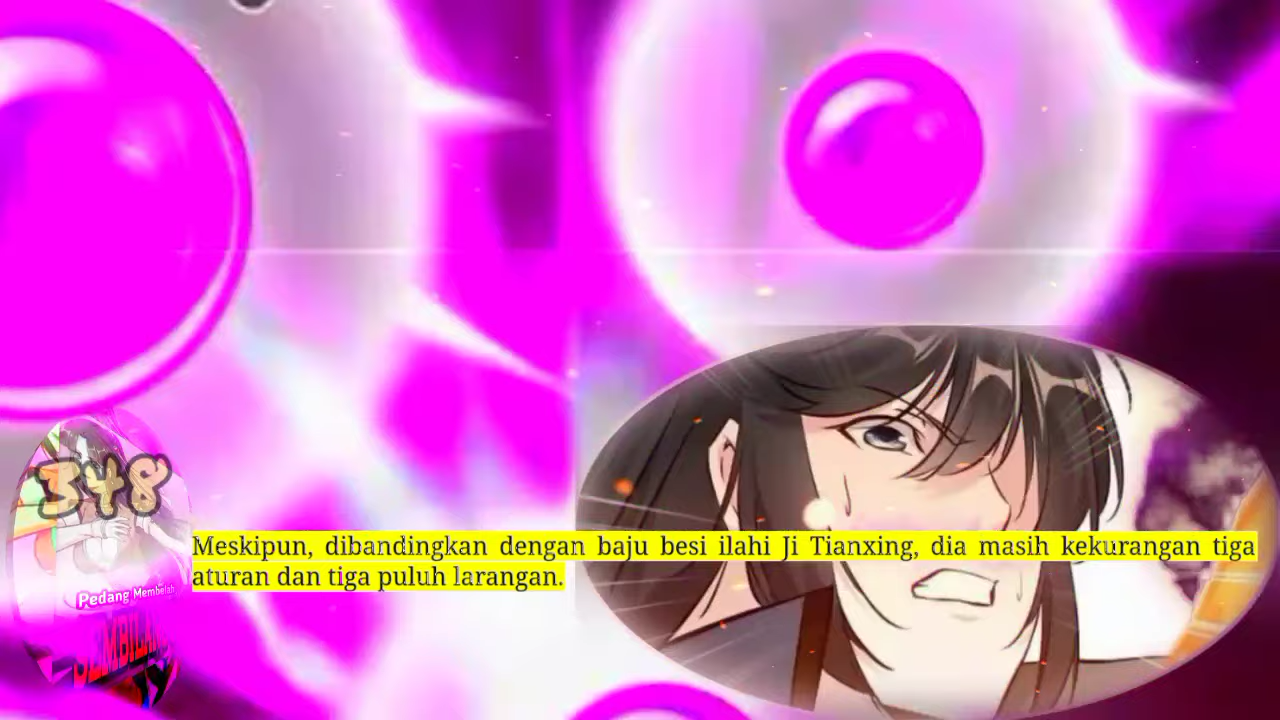 348
Meskipun, dibandingkan dengan baju besi ilahi Ji Tianxing, dia masih kekurangan tiga
aturan dan tiga puluh larangan.
Pedang Membelah
SEMBILAN